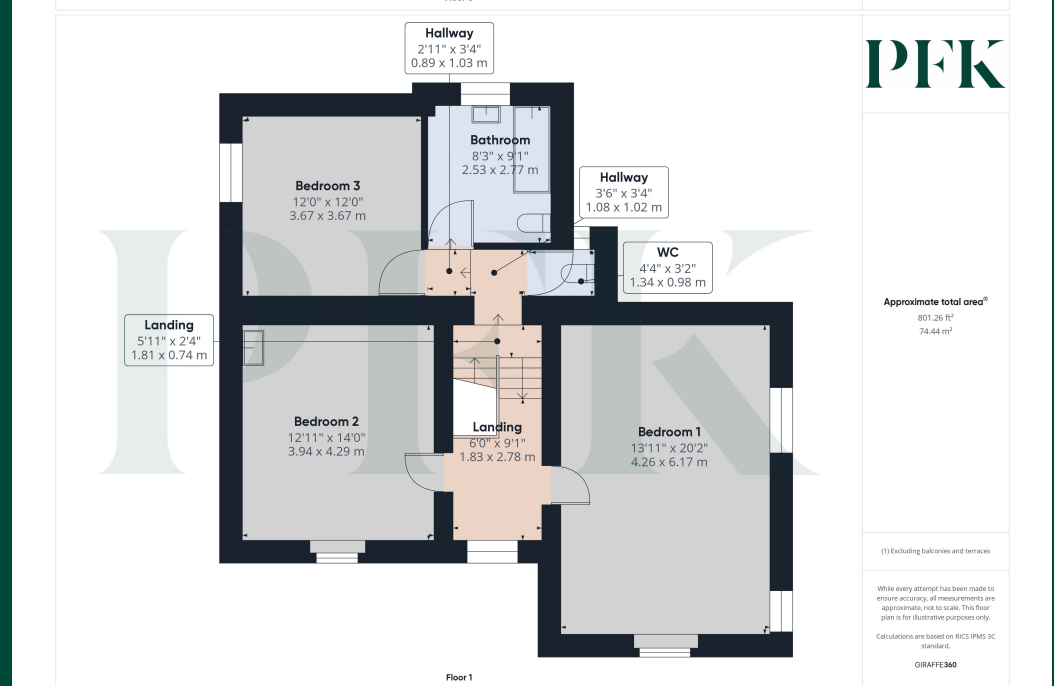 Hallway
2'11" x 3'4"
0.89 x 1.03 m
PFK
Bathroom
8'3" x 9'1"
2.53 x 2.77 m
Bedroom 3
12'0" x 12'0"
3.67 x 3.67 m
Hallway
3'6" x 3'4"
1.08 x 1.02 m
WC
4'4" x 3'2"
1.34 x 0.98 m
PFK
Landing
5'11" x 2'4"
1.81 x 0.74 m
Bedroom 2
12'11" x 14'0"
3.94 x 4.29 m
Landing
6'0" x 9'1"
1.83 x 2.78 m
Bedroom 1
13'11" x 20'2"
4.26 x 6.17 m
Floor 1
Approximate total area(1)
801.26 ft²
74.44 m²
(1) Excluding balconies and terraces
While every attempt has been made to
ensure accuracy, all measurements are
approximate, not to scale. This floor
plan is for illustrative purposes only.
Calculations are based on RICS IPMS 3C
standard.
GIRAFFE360